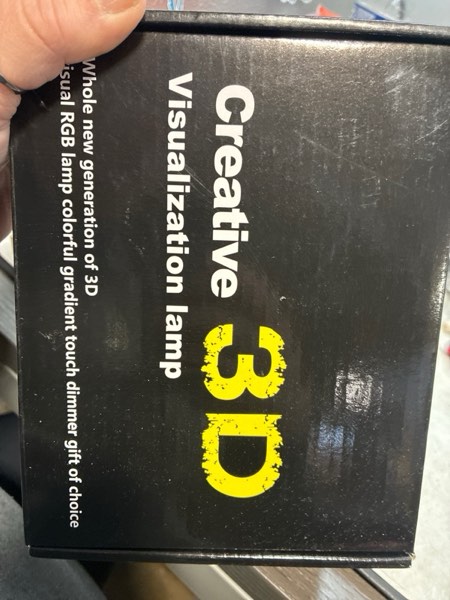 Creative 3D
Visualization lamp
Whole new generation of 3D
isual RGB lamp colorful gradient touch dimmer gift of choice